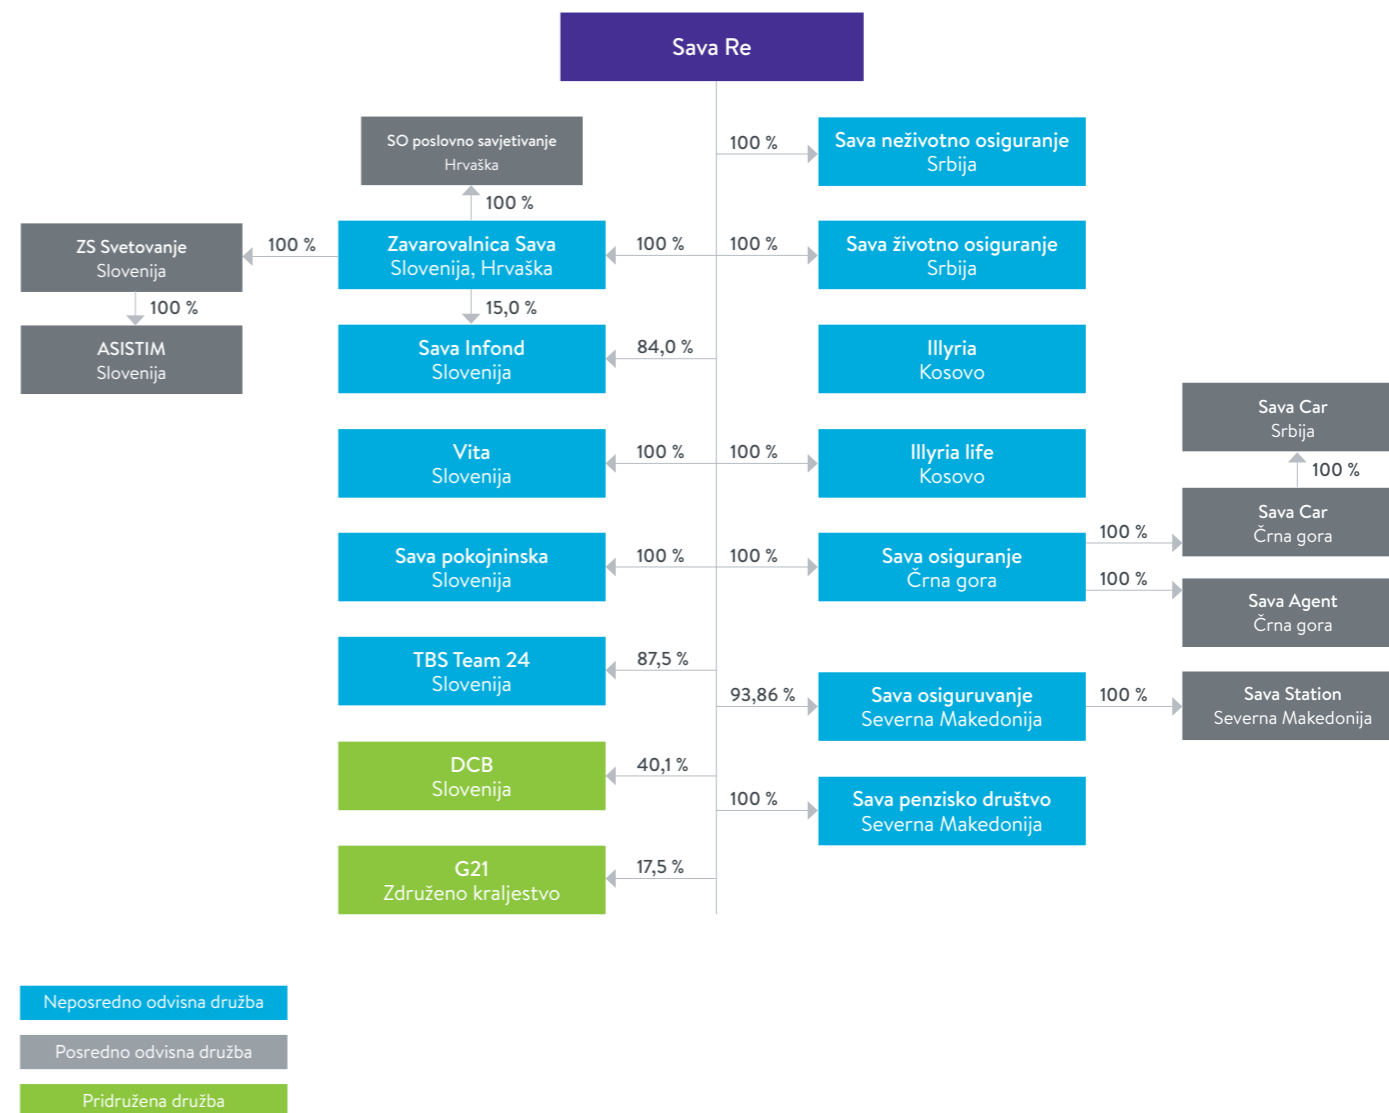 Sava Re
SO poslovno savjetivanje
Hrvaška
100 %
Sava neživotno osiguranje
Srbija
100 %
ZS Svetovanje
Slovenija
100 %
Zavarovalnica Sava
Slovenija, Hrvaška
100 %
100 %
Sava životno osiguranje
Srbija
100 %
15,0 %
ASISTIM
Slovenija
Sava Infond
Slovenija
84,0 %
Illyria
Kosovo
Sava Car
Srbija
100 %
Vita
Slovenija
100 %
100 %
Illyria life
Kosovo
Sava pokojninska
Slovenija
100 %
100 %
Sava osiguranje
Črna gora
100 %
Sava Car
Črna gora
100 %
Sava Agent
Črna gora
TBS Team 24
Slovenija
87,5 %
93,86 %
Sava osiguruvanje
Severna Makedonija
100 %
Sava Station
Severna Makedonija
DCB
Slovenija
40,1 %
100 %
Sava penzisko društvo
Severna Makedonija
G21
Združeno kraljestvo
17,5 %
Neposredno odvisna družba
Posredno odvisna družba
Pridružena družba